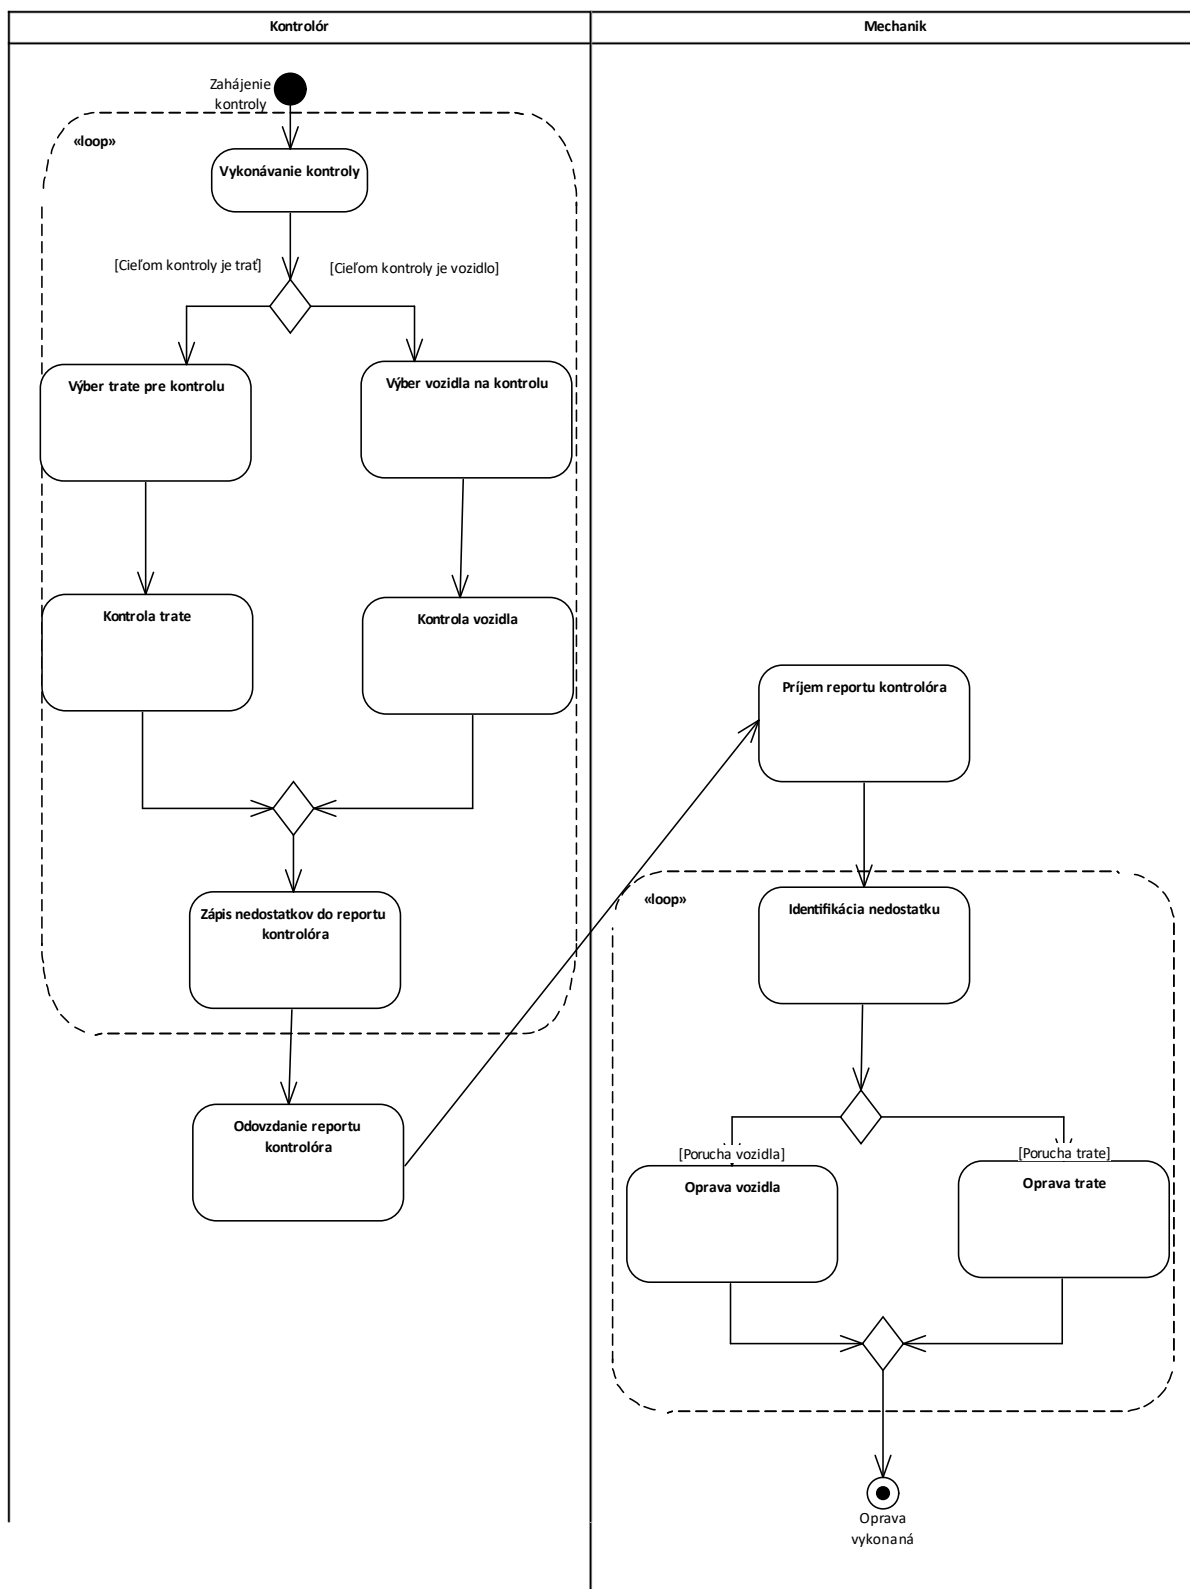 Kontrolór
Mechanik
Zahájenie
kontroly
«loop»
Vykonávanie kontroly
[Cieľom kontroly je trať]
[Cieľom kontroly je vozidlo]
Výber trate pre kontrolu
Výber vozidla na kontrolu
Kontrola trate
Kontrola vozidla
Zápis nedostatkov do reportu
kontrolóra
Odovzdanie reportu
kontrolóra
Príjem reportu kontrolóra
«loop»
Identifikácia nedostatku
[Porucha vozidla]
[Porucha trate]
Oprava vozidla
Oprava trate
Oprava
vykonaná